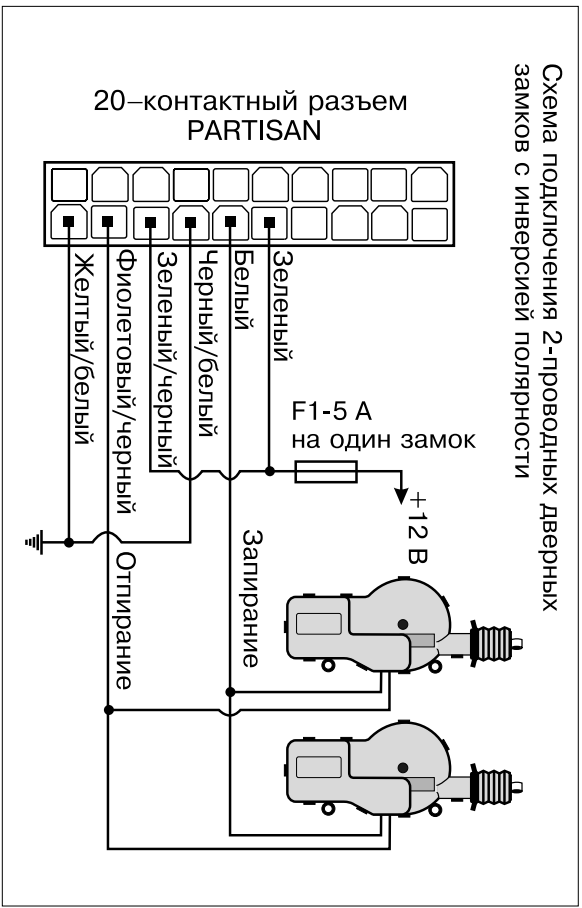 Схема подключения 2-проводных дверных
замков с инверсией полярности
20–контактный разъем
PARTISAN
Желтый/белый
Фиолетовый/черный
Зеленый/черный
Черный/белый
Белый
Зеленый
F1-5 А
на один замок
+12 В
Отпирание
Запирание